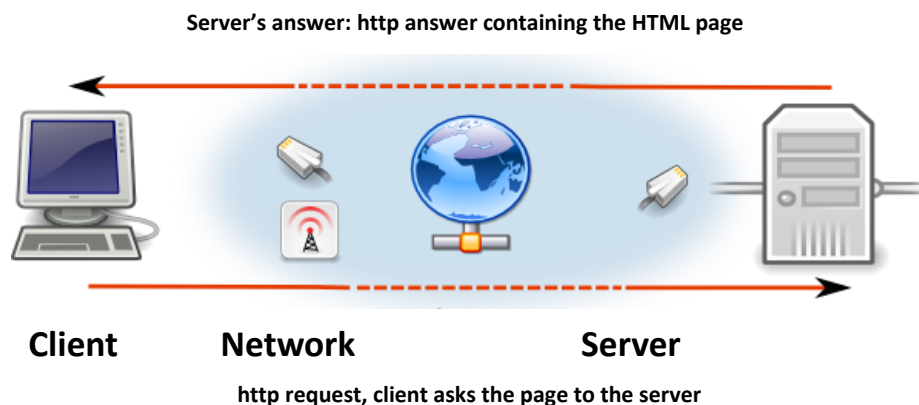 Server’s answer: http answer containing the HTML page
Client Network Server
http request, client asks the page to the server